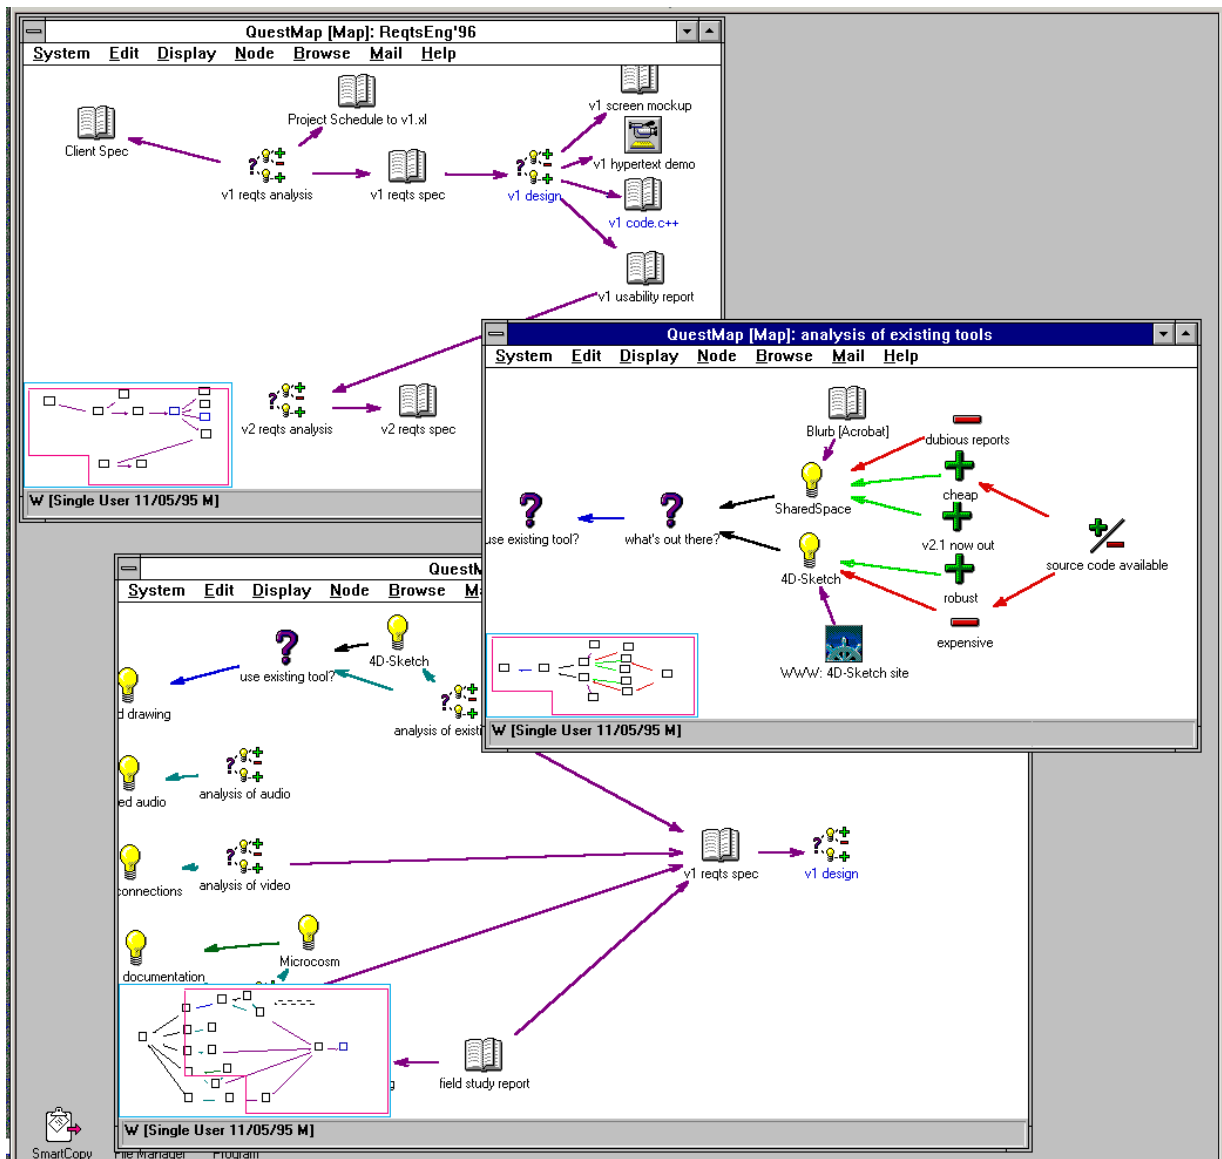 QuestMap [Map]: ReqtsEng'96
System Edit Display Node Browse Mail Help
v1 screen mockup
Project Schedule to v1.xl
Client Spec
v1 hypertext demo
v1 reqts analysis
v1 reqts spec
v1 design
v1 code.c++
v1 usability report
v2 reqts analysis
v2 reqts spec
W [Single User 11/05/95 M]
QuestMap [Map]: analysis of existing tools
System Edit Display Node Browse Mail Help
Blurb [Acrobat]
dubious reports
cheap
SharedSpace
use existing tool?
what's out there?
v2.1 now out
source code available
4D-Sketch
robust
expensive
WWW: 4D-Sketch site
W [Single User 11/05/95 M]
QuestM
System Edit Display Node Browse M
4D-Sketch
use existing tool?
d drawing
analysis of existi
analysis of audio
ed audio
v1 reqts spec
v1 design
analysis of video
connections
Microcosm
documentation
field study report
g
W [Single User 11/05/95 M]
SmartCopy File Manager Program